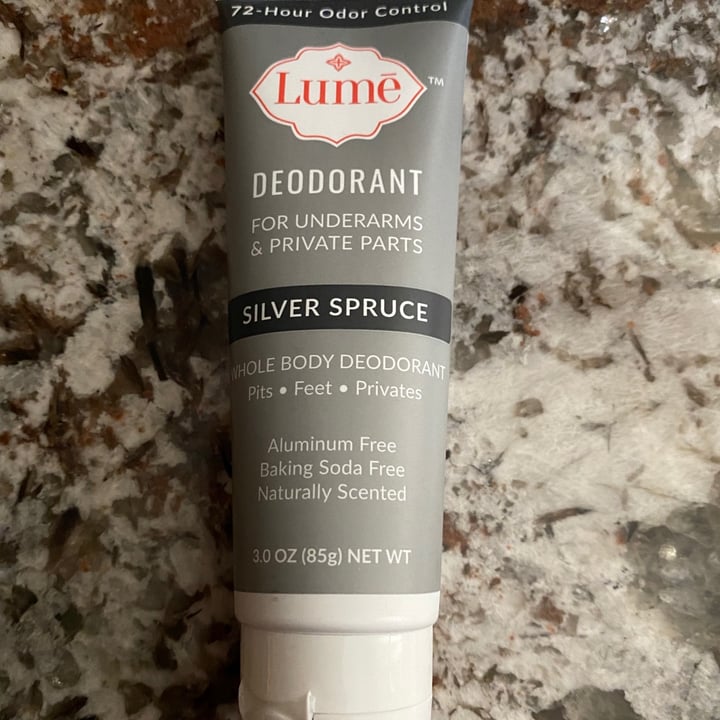 72-Hour Odor Control
Lumē™
DEODORANT
FOR UNDERARMS
& PRIVATE PARTS
SILVER SPRUCE
WHOLE BODY DEODORANT
Pits • Feet • Privates
Aluminum Free
Baking Soda Free
Naturally Scented
3.0 OZ (85g) NET WT